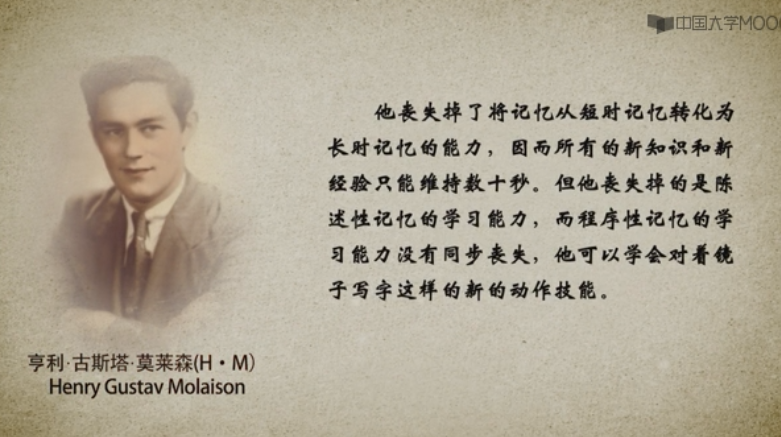 中国大学MOO
他丧失掉了将记忆从短时记忆转化为
长时记忆的能力，因而所有的新知识和新
经验只能维持数十秒。但他丧失掉的是陈
述性记忆的学习能力，而程序性记忆的学
习能力没有同步丧失，他可以学会对着镜
子写字这样的新的动作技能。
亨利·古斯塔·莫莱森(H·M)
Henry Gustav Molaison